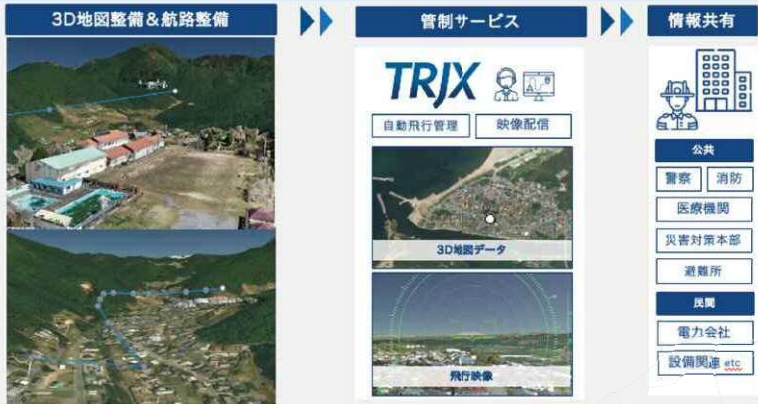 3D地図整備＆航路整備
管制サービス
TRJX
自動飛行管理
映像配信
3D地図データ
飛行映像
情報共有
公共
警察
消防
医療機関
災害対策本部
避難所
民間
電力会社
設備関連 etc